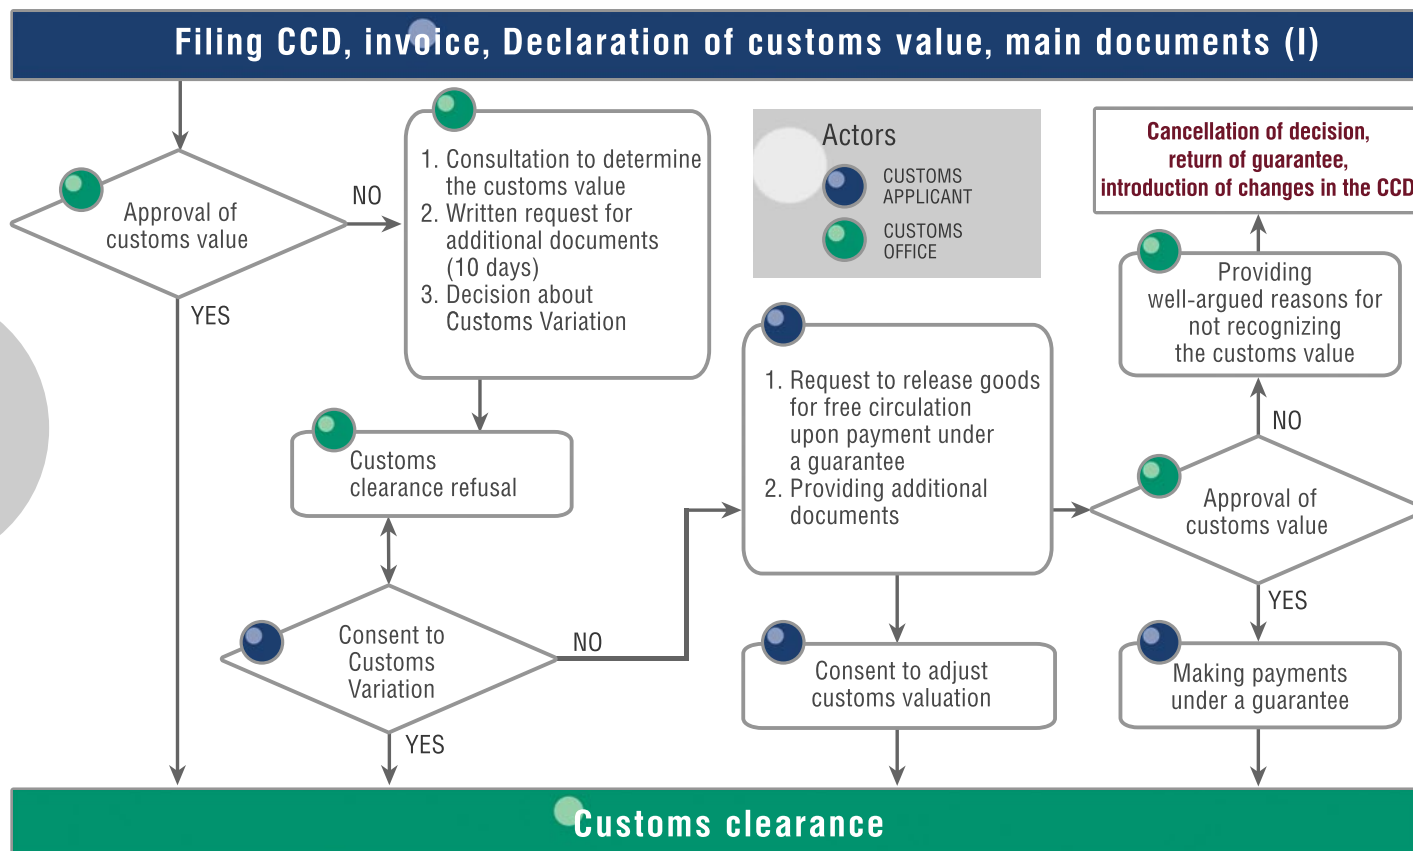 Filing CCD, invoice, Declaration of customs value, main documents (I)
Approval of
customs value
NO
YES
1. Consultation to determine
the customs value
2. Written request for
additional documents
(10 days)
3. Decision about
Customs Variation
Customs
clearance refusal
Consent to
Customs
Variation
NO
YES
Actors
CUSTOMS
APPLICANT
CUSTOMS
OFFICE
1. Request to release goods
for free circulation
upon payment under
a guarantee
2. Providing additional
documents
Consent to adjust
customs valuation
Cancellation of decision,
return of guarantee,
introduction of changes in the CCD
Providing
well-argued reasons for
not recognizing
the customs value
NO
Approval of
customs value
YES
Making payments
under a guarantee
Customs clearance